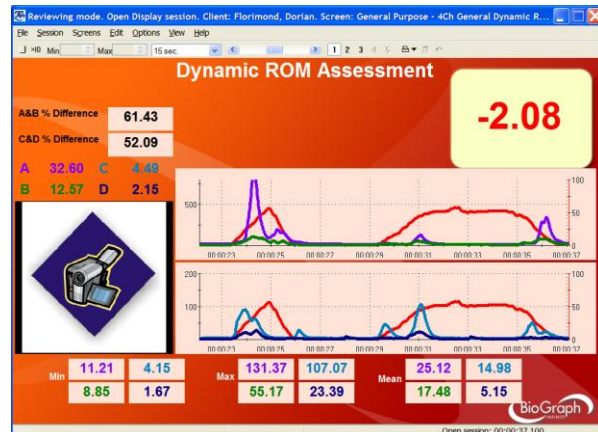 Reviewing mode. Open Display session. Client: Florimond, Dorian. Screen: General Purpose - 4Ch General Dynamic R...
File Session Screens Edit Options View Help
×10 Min Max 15 sec. 1 2 3 4 5
Dynamic ROM Assessment
A&B % Difference 61.43
C&D % Difference 52.09
-2.08
A 32.60 C 4.49
B 12.57 D 2.15
500
100
50
0
00:00:23 00:00:25 00:00:27 00:00:29 00:00:31 00:00:33 00:00:35 00:00:37
200
100
100
50
0
00:00:23 00:00:25 00:00:27 00:00:29 00:00:31 00:00:33 00:00:35 00:00:37
Min 11.21 4.15 Max 131.37 107.07 Mean 25.12 14.98
8.85 1.67 55.17 23.39 17.48 5.15
BioGraph
INFINITI
Open session: 00:00:37.100